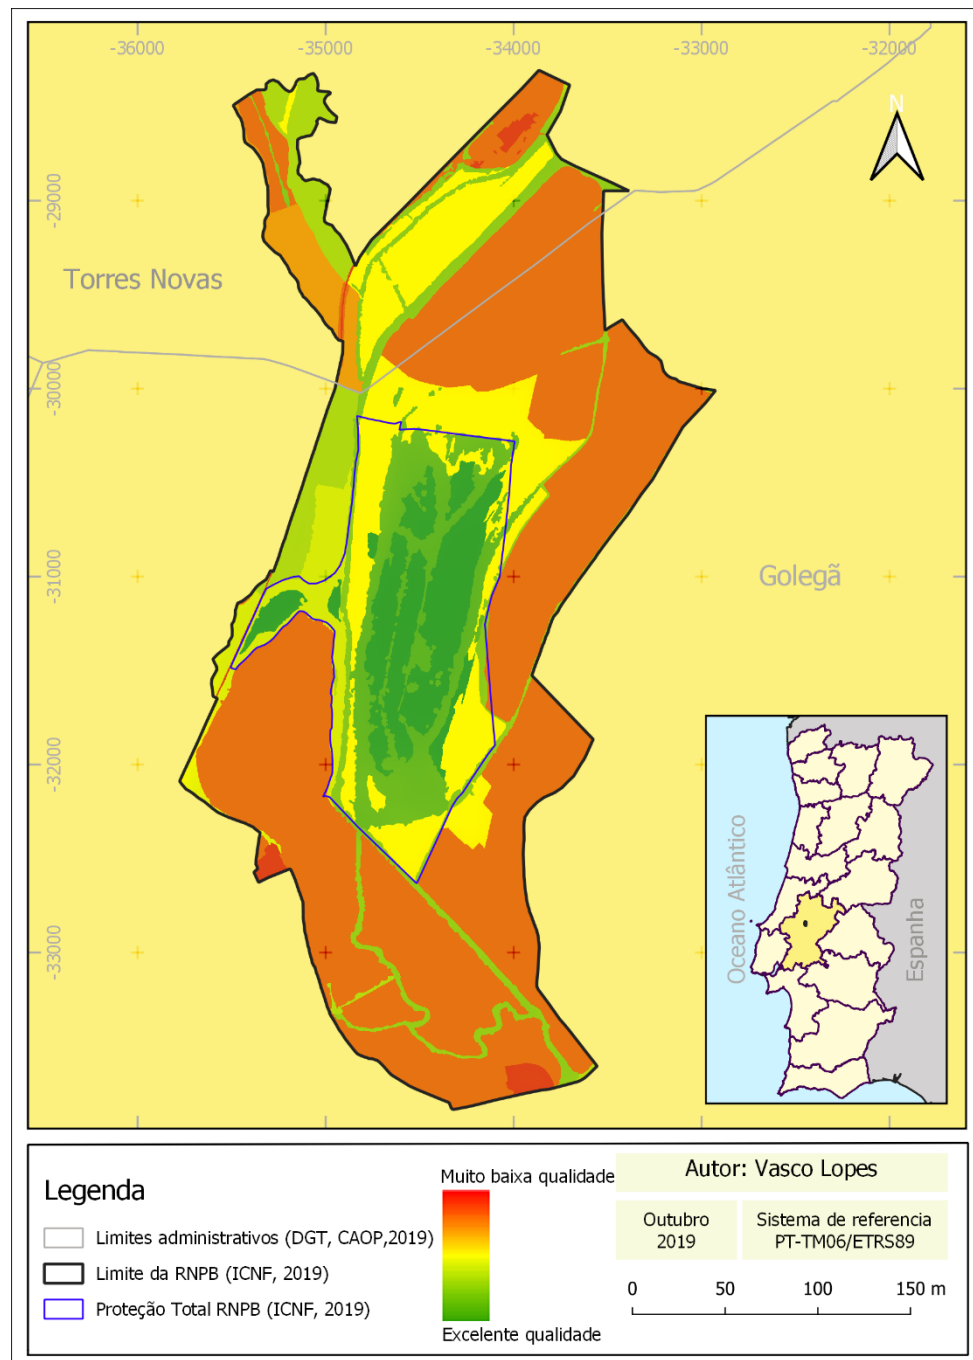 -36000 -35000 -34000 -33000 -32000
N
-29000
Torres Novas
-30000
-31000
Golegã
-32000
-33000
Oceano Atlântico
Espanha
Legenda
Limites administrativos (DGT, CAOP,2019)
Limite da RNPB (ICNF, 2019)
Proteção Total RNPB (ICNF, 2019)
Muito baixa qualidade
Excelente qualidade
Autor: Vasco Lopes
Outubro
2019
Sistema de referencia
PT-TM06/ETRS89
0 50 100 150 m